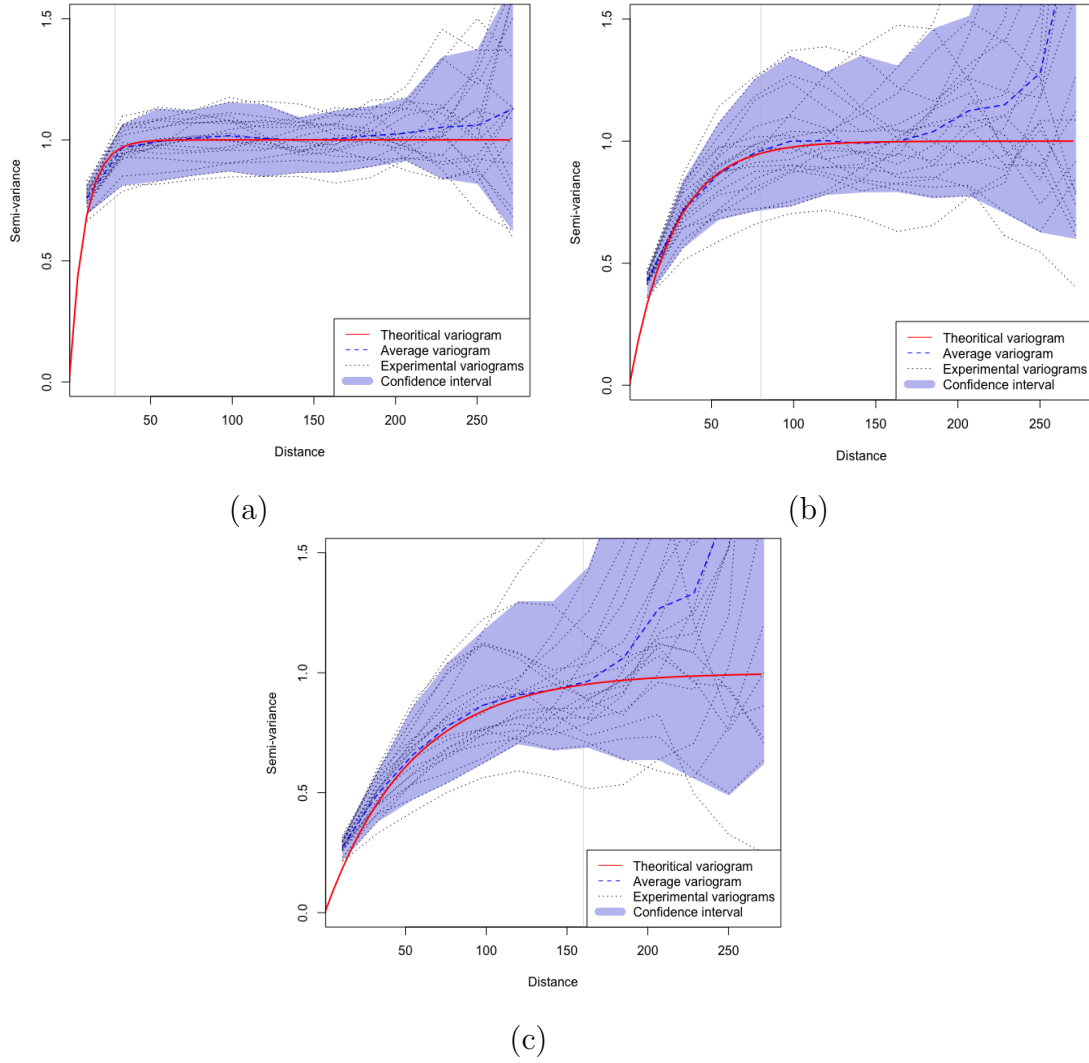 1.5
1.0
0.5
0.0
Semi-variance
50
100
150
200
250
Distance
Theoritical variogram
Average variogram
Experimental variograms
Confidence interval
(a)
1.5
1.0
0.5
0.0
Semi-variance
50
100
150
200
250
Distance
Theoritical variogram
Average variogram
Experimental variograms
Confidence interval
(b)
1.5
1.0
0.5
0.0
Semi-variance
50
100
150
200
250
Distance
Theoritical variogram
Average variogram
Experimental variograms
Confidence interval
(c)